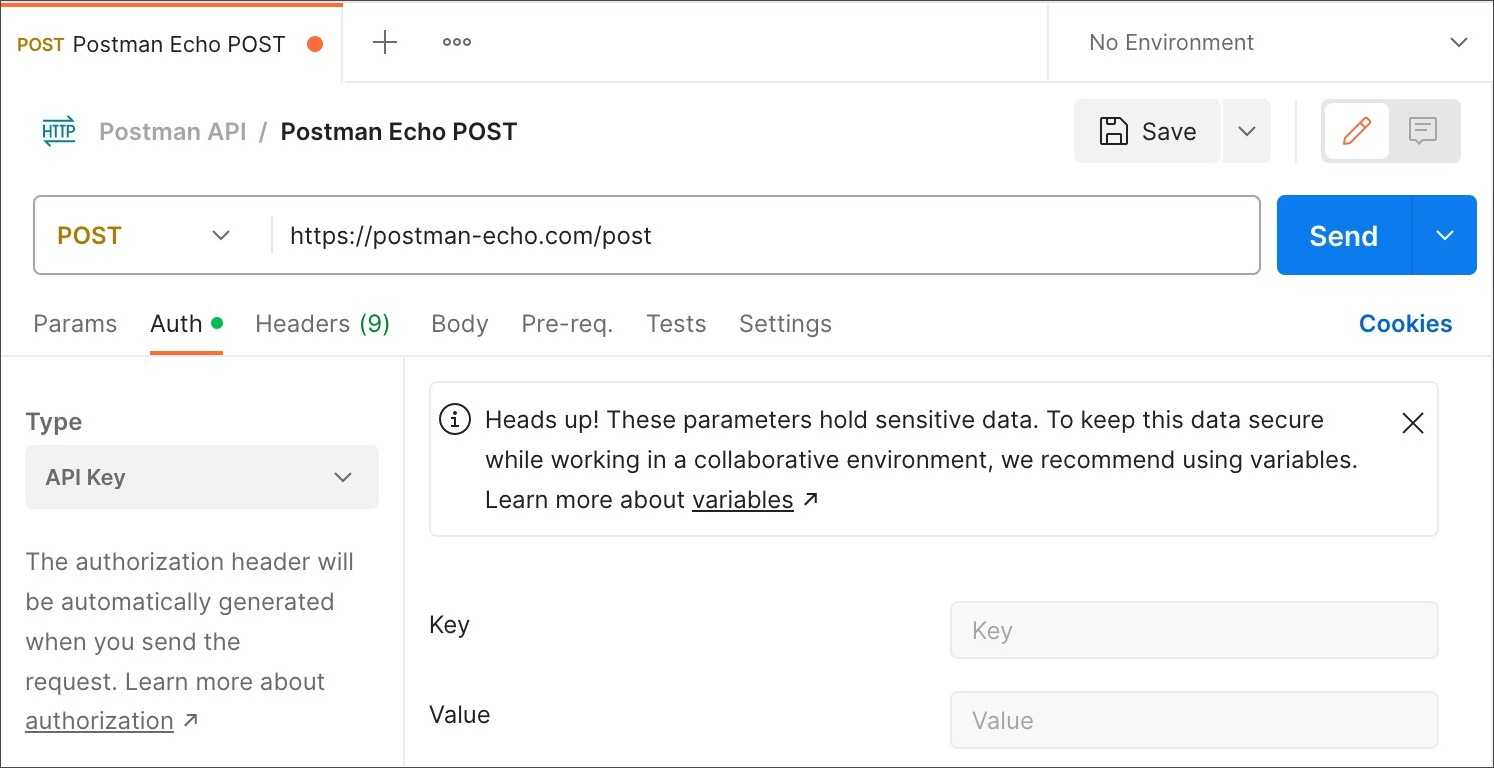 POST Postman Echo POST
No Environment
HTTP Postman API / Postman Echo POST
Save
POST
https://postman-echo.com/post
Send
Params Auth Headers (9) Body Pre-req. Tests Settings
Cookies
Type
API Key
The authorization header will
be automatically generated
when you send the
request. Learn more about
authorization ↗
Heads up! These parameters hold sensitive data. To keep this data secure
while working in a collaborative environment, we recommend using variables.
Learn more about variables ↗
Key
Key
Value
Value